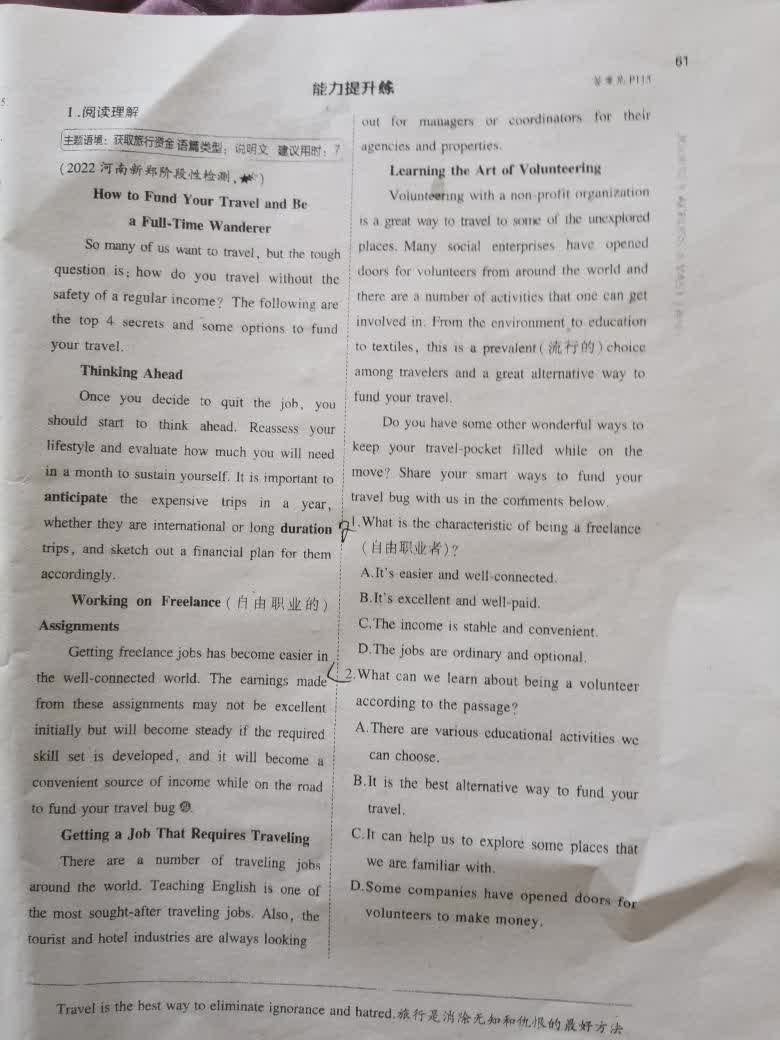 61
能力提升练
答案见 P115
Ⅰ.阅读理解
主题语境：获取旅行资金 语篇类型：说明文 建议用时：7
(2022 河南新郑阶段性检测,★★)
How to Fund Your Travel and Be
a Full-Time Wanderer
So many of us want to travel, but the tough
question is: how do you travel without the
safety of a regular income? The following are
the top 4 secrets and some options to fund
your travel.
Thinking Ahead
Once you decide to quit the job, you
should start to think ahead. Reassess your
lifestyle and evaluate how much you will need
in a month to sustain yourself. It is important to
anticipate the expensive trips in a year,
whether they are international or long duration
trips, and sketch out a financial plan for them
accordingly.
Working on Freelance (自由职业的)
Assignments
Getting freelance jobs has become easier in
the well-connected world. The earnings made
from these assignments may not be excellent
initially but will become steady if the required
skill set is developed, and it will become a
convenient source of income while on the road
to fund your travel bug.
Getting a Job That Requires Traveling
There are a number of traveling jobs
around the world. Teaching English is one of
the most sought-after traveling jobs. Also, the
tourist and hotel industries are always looking
out for managers or coordinators for their
agencies and properties.
Learning the Art of Volunteering
Volunteering with a non-profit organization
is a great way to travel to some of the unexplored
places. Many social enterprises have opened
doors for volunteers from around the world and
there are a number of activities that one can get
involved in. From the environment to education
to textiles, this is a prevalent(流行的)choice
among travelers and a great alternative way to
fund your travel.
Do you have some other wonderful ways to
keep your travel-pocket filled while on the
move? Share your smart ways to fund your
travel bug with us in the comments below.
1.What is the characteristic of being a freelance
(自由职业者)?
A.It's easier and well-connected.
B.It's excellent and well-paid.
C.The income is stable and convenient.
D.The jobs are ordinary and optional.
2.What can we learn about being a volunteer
according to the passage?
A.There are various educational activities we
can choose.
B.It is the best alternative way to fund your
travel.
C.It can help us to explore some places that
we are familiar with.
D.Some companies have opened doors for
volunteers to make money.
Travel is the best way to eliminate ignorance and hatred.旅行是消除无知和仇恨的最好方法